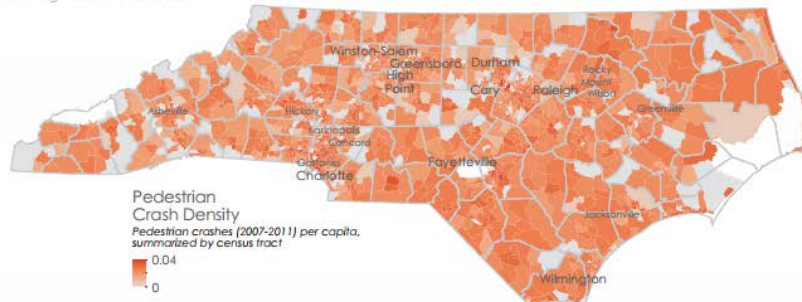 Winston-Salem
Greensboro
Durham
High
Point
Cary
Raleigh
Rocky
Mount
Wilson
Greenville
Asheville
Hickory
Kannapolis
Concord
Gastonia
Charlotte
Fayetteville
Jacksonville
Wilmington
Pedestrian
Crash Density
Pedestrian crashes (2007-2011) per capita,
summarized by census tract
0.04
0